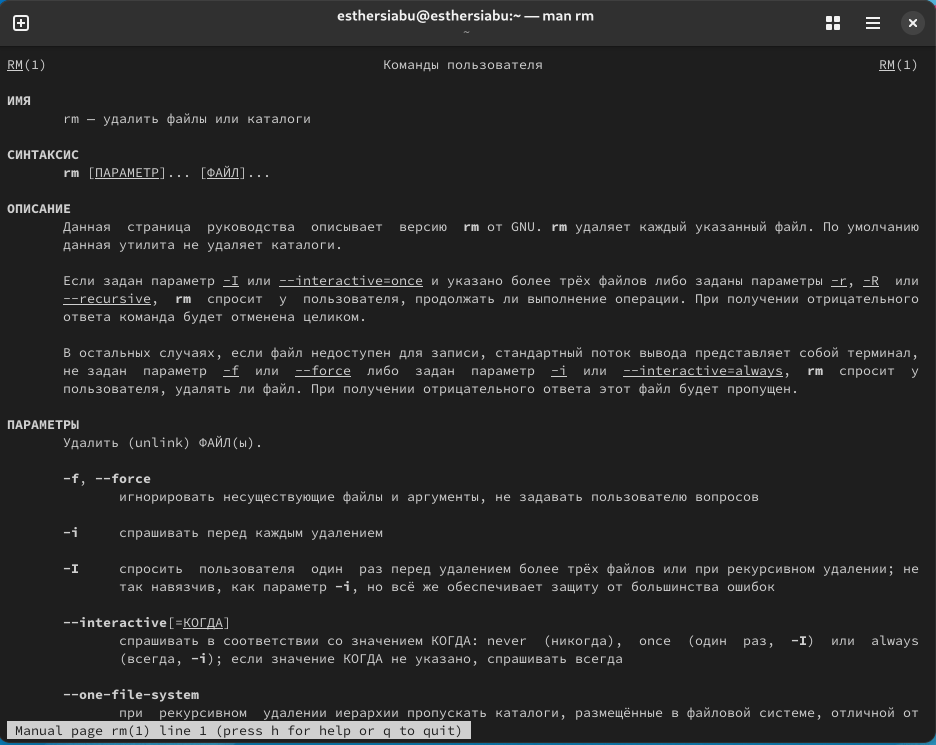 esthersiabu@esthersiabu:~ — man rm
~
RM(1) Команды пользователя RM(1)
ИМЯ
rm — удалить файлы или каталоги
СИНТАКСИС
rm [ПАРАМЕТР]... [ФАЙЛ]...
ОПИСАНИЕ
Данная страница руководства описывает версию rm от GNU. rm удаляет каждый указанный файл. По умолчанию
данная утилита не удаляет каталоги.
Если задан параметр -I или --interactive=once и указано более трёх файлов либо заданы параметры -r, -R или
--recursive, rm спросит у пользователя, продолжать ли выполнение операции. При получении отрицательного
ответа команда будет отменена целиком.
В остальных случаях, если файл недоступен для записи, стандартный поток вывода представляет собой терминал,
не задан параметр -f или --force либо задан параметр -i или --interactive=always, rm спросит у
пользователя, удалять ли файл. При получении отрицательного ответа этот файл будет пропущен.
ПАРАМЕТРЫ
Удалить (unlink) ФАЙЛ(ы).
-f, --force
игнорировать несуществующие файлы и аргументы, не задавать пользователю вопросов
-i спрашивать перед каждым удалением
-I спросить пользователя один раз перед удалением более трёх файлов или при рекурсивном удалении; не
так навязчив, как параметр -i, но всё же обеспечивает защиту от большинства ошибок
--interactive[=КОГДА]
спрашивать в соответствии со значением КОГДА: never (никогда), once (один раз, -I) или always
(всегда, -i); если значение КОГДА не указано, спрашивать всегда
--one-file-system
при рекурсивном удалении иерархии пропускать каталоги, размещённые в файловой системе, отличной от
Manual page rm(1) line 1 (press h for help or q to quit)